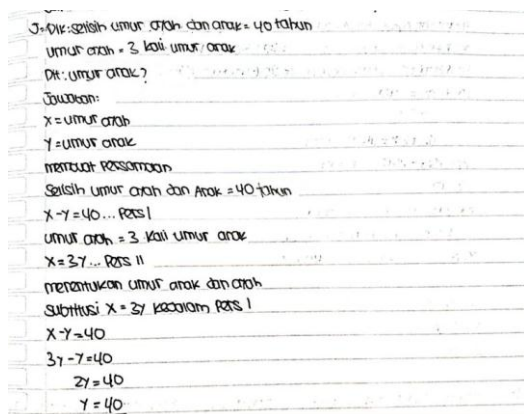 J=Dik:selisih umur ayah dan anak = 40 tahun
umur ayah = 3 kali umur anak
Dit: umur anak?
Jawaban:
X = umur ayah
Y = umur anak
membuat persamaan
Selisih umur ayah dan Anak = 40 tahun
X - Y = 40 ... Pers I
umur ayah = 3 kali umur anak
X = 3Y ... Pers II
menentukan umur anak dan ayah
Subtitusi X = 3y kedalam Pers I
X - Y = 40
3y - Y = 40
2Y = 40
Y = 40